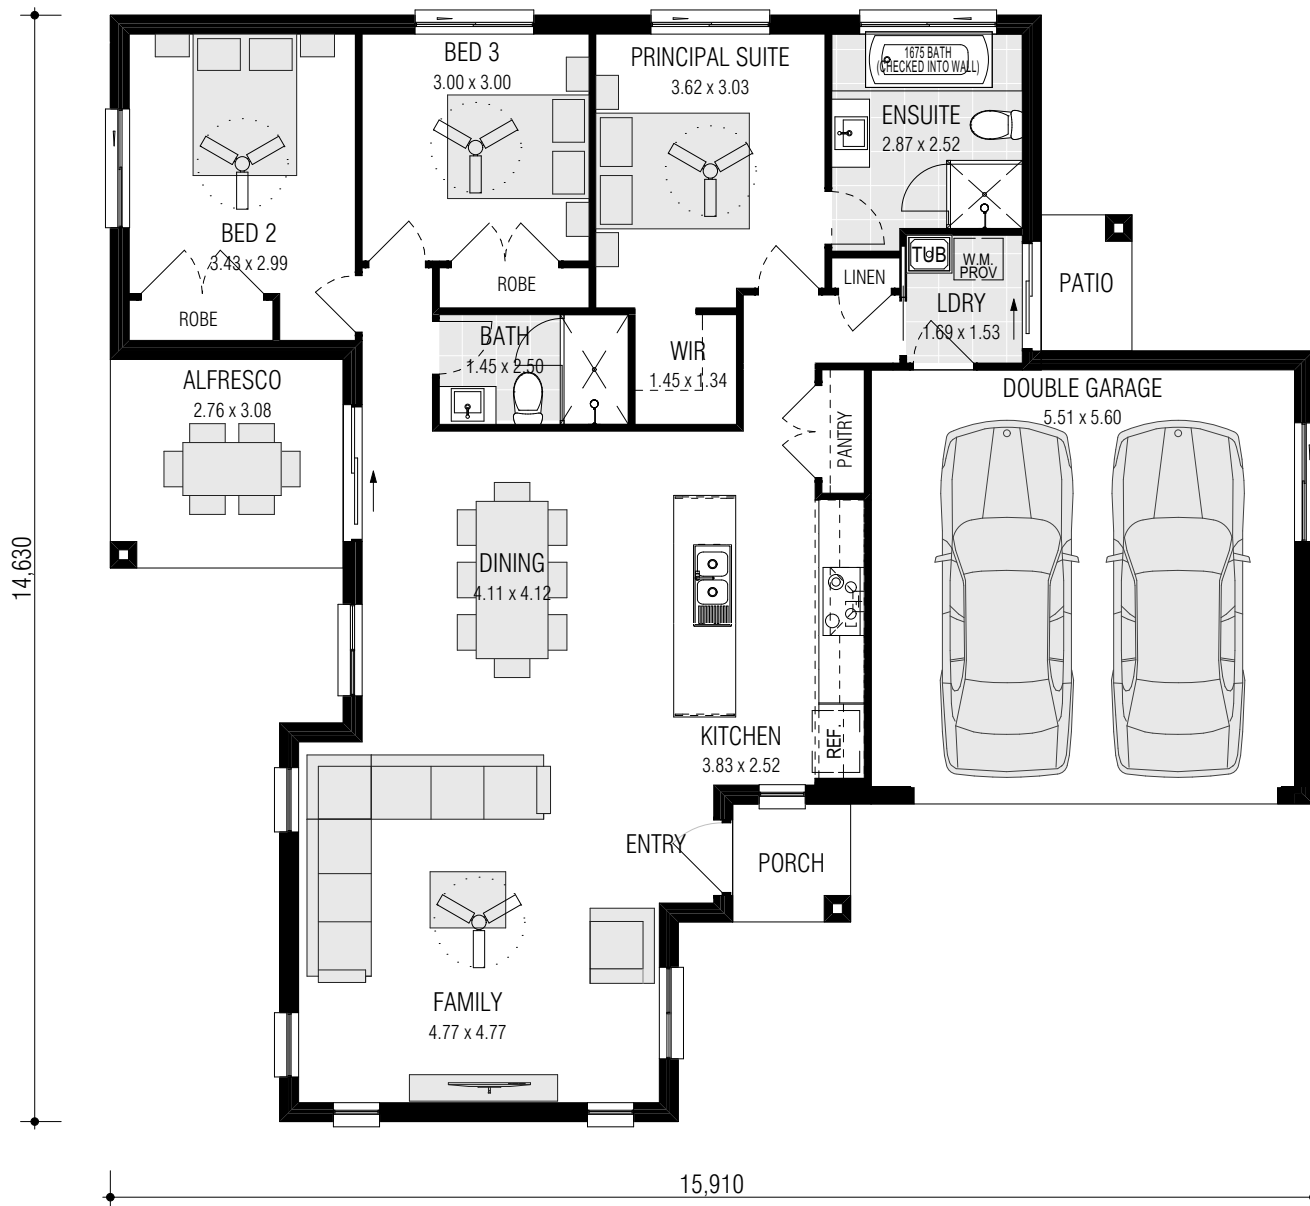 BED 3
3.00 x 3.00
PRINCIPAL SUITE
3.62 x 3.03
1675 BATH
(CHECKED INTO WALL)
ENSUITE
2.87 x 2.52
BED 2
3.43 x 2.99
ROBE
ROBE
LINEN
TUB
W.M.
PROV
LDRY
1.69 x 1.53
PATIO
BATH
1.45 x 2.50
WIR
1.45 x 1.34
ALFRESCO
2.76 x 3.08
PANTRY
DOUBLE GARAGE
5.51 x 5.60
DINING
4.11 x 4.12
KITCHEN
3.83 x 2.52
REF.
ENTRY
PORCH
FAMILY
4.77 x 4.77
14,630
15,910